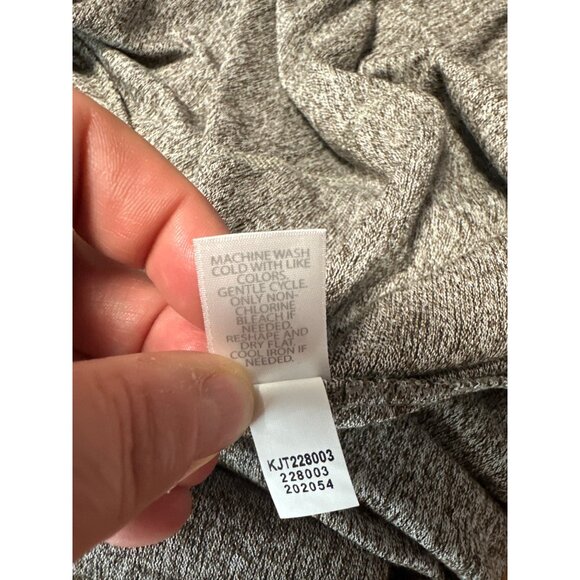 MACHINE WASH
COLD WITH LIKE
COLORS.
GENTLE CYCLE.
ONLY NON-
CHLORINE
BLEACH IF
NEEDED.
RESHAPE AND
DRY FLAT.
COOL IRON IF
NEEDED.
KJT228003
228003
202054